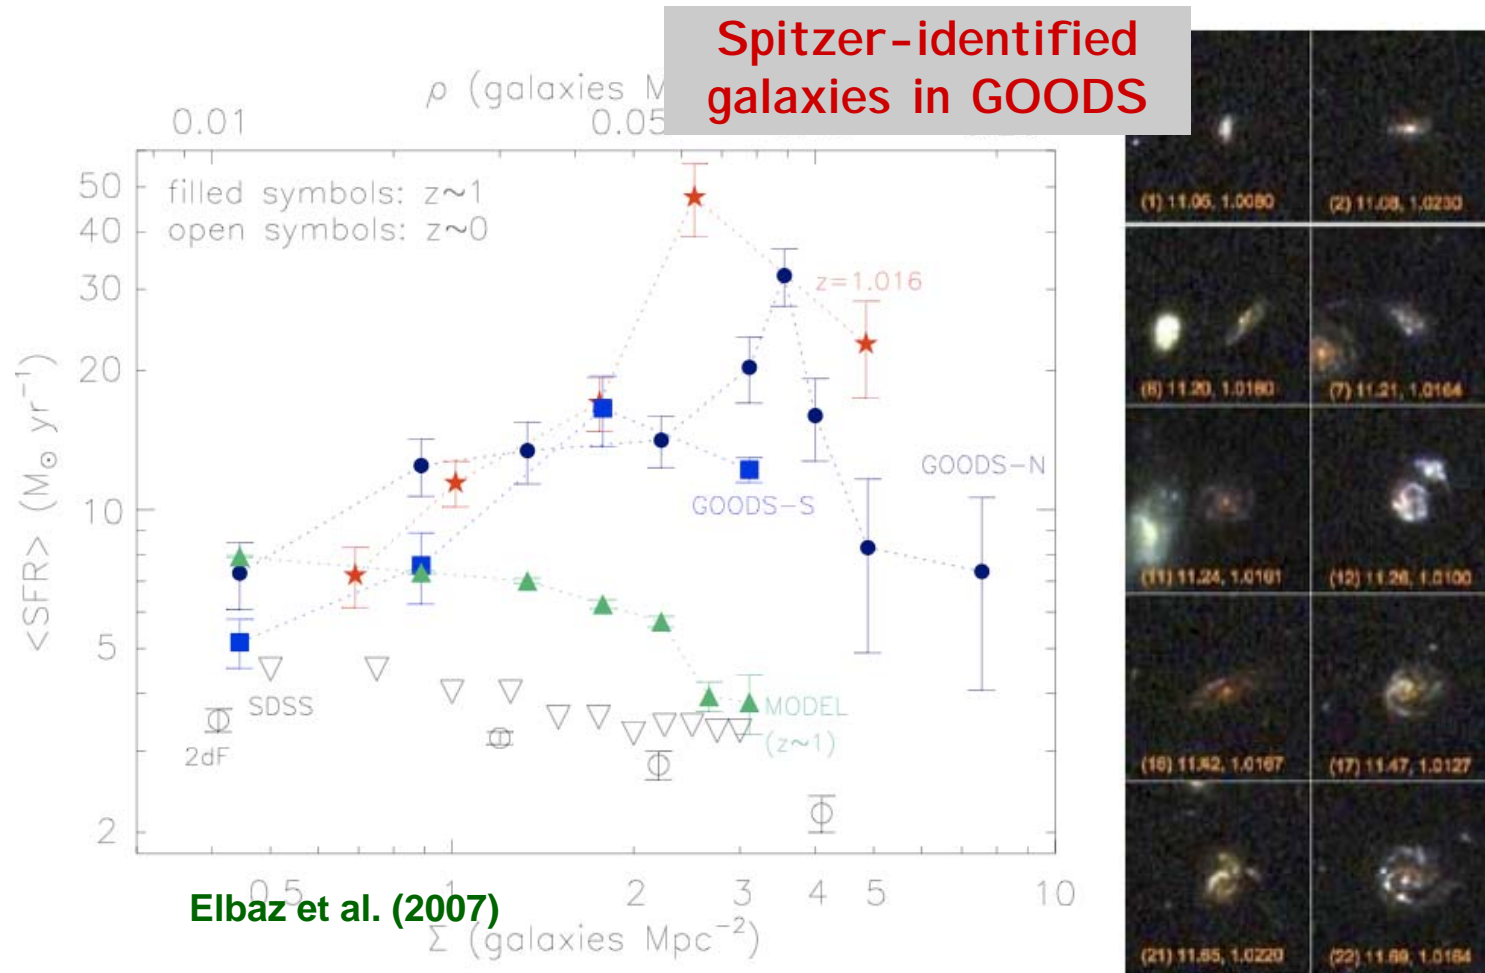 Spitzer-identified
galaxies in GOODS
ρ (galaxies M
0.01
0.05
filled symbols: z~1
open symbols: z~0
50
40
30
20
10
5
2
<SFR> (M⊙ yr⁻¹)
z=1.016
GOODS-N
GOODS-S
SDSS
2dF
MODEL
(z~1)
0.5 1 2 3 4 5 10
Elbaz et al. (2007)
Σ (galaxies Mpc⁻²)
(1) 11.05, 1.0080
(2) 11.08, 1.0230
(6) 11.20, 1.0180
(7) 11.21, 1.0164
(11) 11.24, 1.0161
(12) 11.26, 1.0100
(16) 11.42, 1.0167
(17) 11.47, 1.0127
(21) 11.65, 1.0220
(22) 11.69, 1.0164